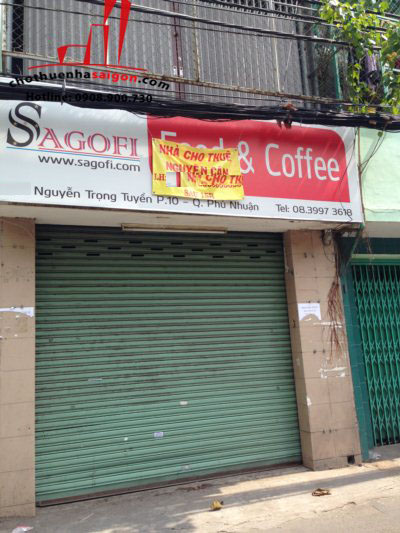 chothuenhasaigon.com
Hotline: 0908.900.730
SAGOFI
www.sagofi.com
Food & Coffee
NHÀ CHO THUÊ
NGUYÊN CĂN
LH:
Nguyễn Trọng Tuyển P.10 - Q. Phú Nhuận Tel: 08.3997 3618